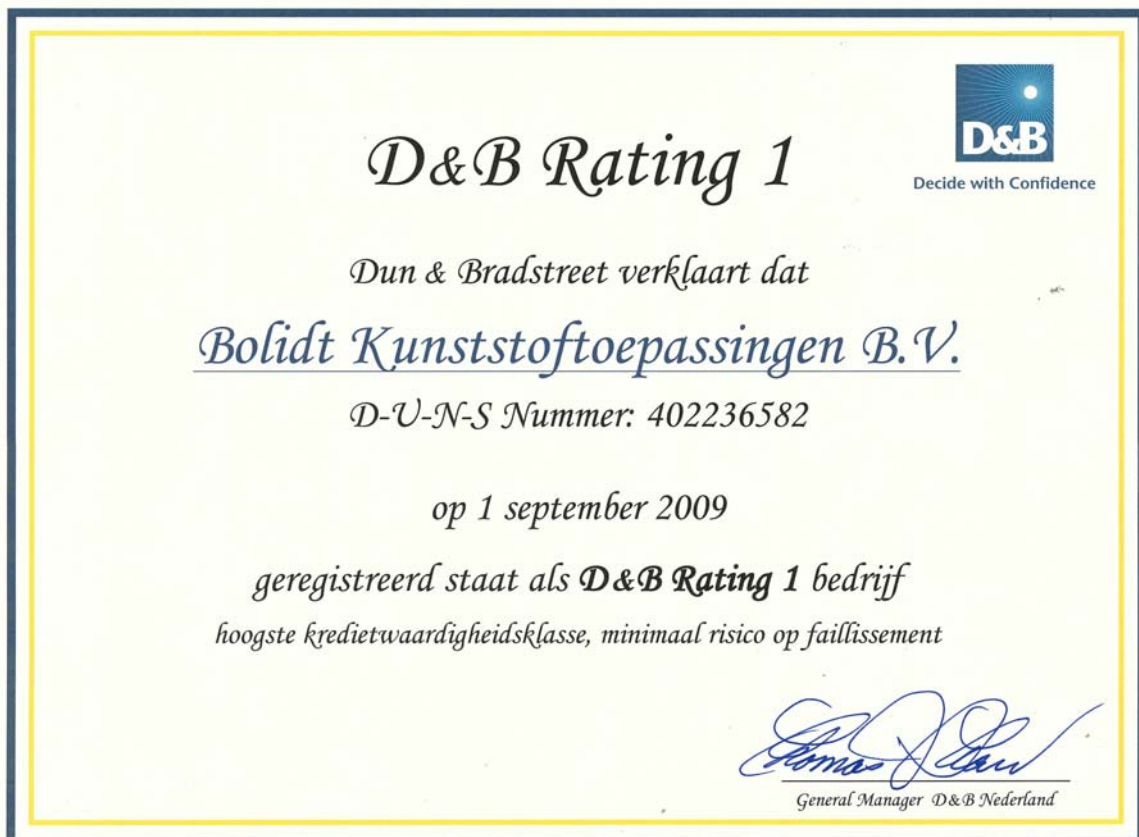 D&B
Decide with Confidence
D&B Rating 1
Dun & Bradstreet verklaart dat
Bolidt Kunststoftoepassingen B.V.
D-U-N-S Nummer: 402236582
op 1 september 2009
geregistreerd staat als D&B Rating 1 bedrijf
hoogste kredietwaardigheidsklasse, minimaal risico op faillissement
General Manager D&B Nederland